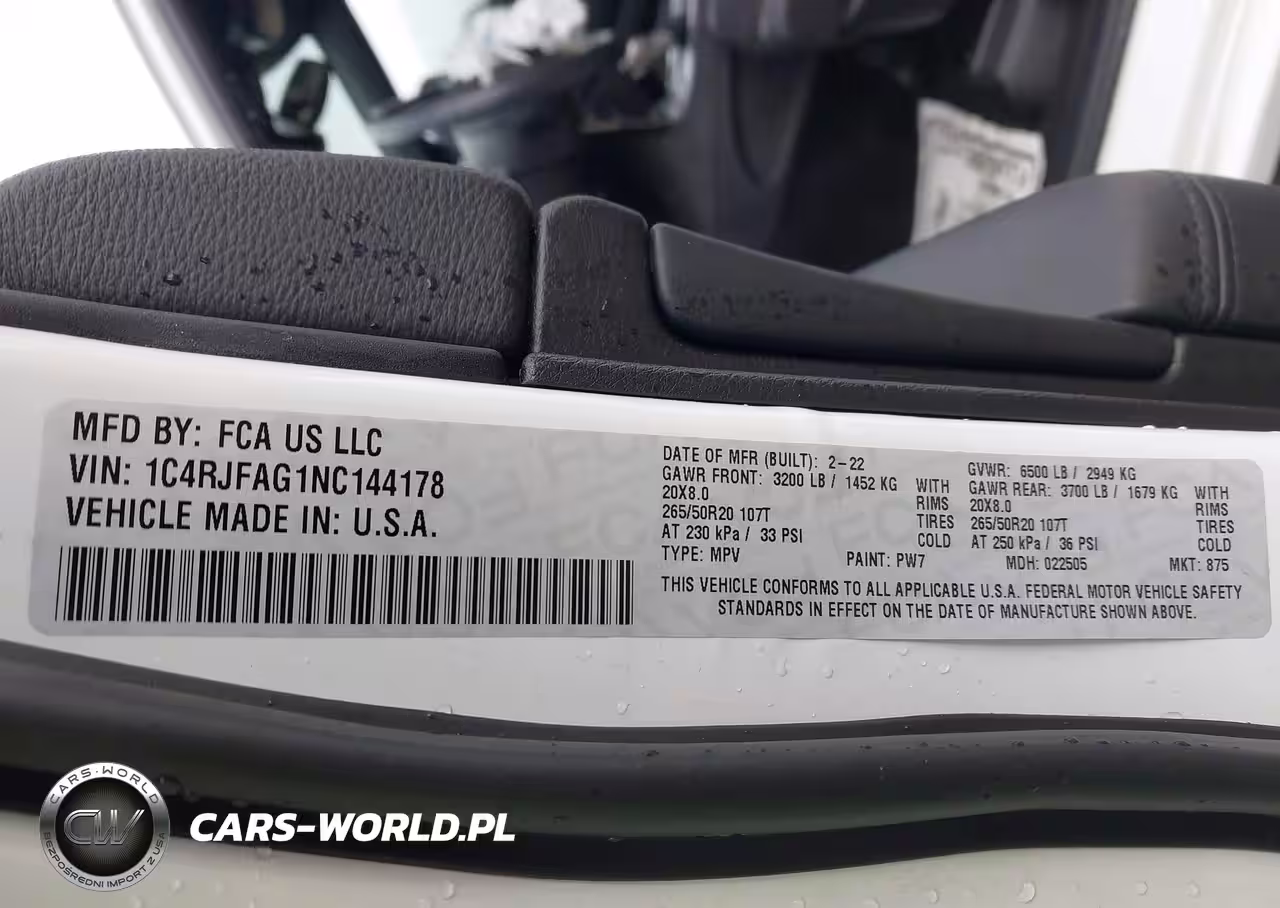 MFD BY: FCA US LLC
VIN: 1C4RJFAG1NC144178
VEHICLE MADE IN: U.S.A.
DATE OF MFR (BUILT): 2-22
GAWR FRONT: 3200 LB / 1452 KG WITH
20X8.0 RIMS
265/50R20 107T TIRES
AT 230 kPa / 33 PSI COLD
TYPE: MPV PAINT: PW7
GVWR: 6500 LB / 2949 KG
GAWR REAR: 3700 LB / 1679 KG WITH
20X8.0 RIMS
265/50R20 107T TIRES
AT 250 kPa / 36 PSI COLD
MDH: 022505 MKT: 875
THIS VEHICLE CONFORMS TO ALL APPLICABLE U.S.A. FEDERAL MOTOR VEHICLE SAFETY
STANDARDS IN EFFECT ON THE DATE OF MANUFACTURE SHOWN ABOVE.
CARS-WORLD
CW
BEZPOŚREDNI IMPORT Z USA
CARS-WORLD.PL